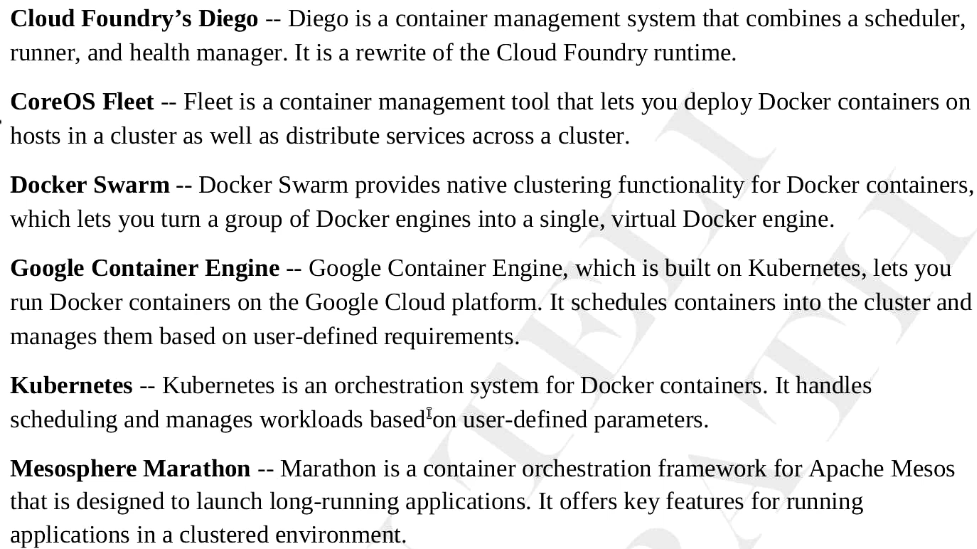 Cloud Foundry’s Diego -- Diego is a container management system that combines a scheduler,
runner, and health manager. It is a rewrite of the Cloud Foundry runtime.
CoreOS Fleet -- Fleet is a container management tool that lets you deploy Docker containers on
hosts in a cluster as well as distribute services across a cluster.
Docker Swarm -- Docker Swarm provides native clustering functionality for Docker containers,
which lets you turn a group of Docker engines into a single, virtual Docker engine.
Google Container Engine -- Google Container Engine, which is built on Kubernetes, lets you
run Docker containers on the Google Cloud platform. It schedules containers into the cluster and
manages them based on user-defined requirements.
Kubernetes -- Kubernetes is an orchestration system for Docker containers. It handles
scheduling and manages workloads based on user-defined parameters.
Mesosphere Marathon -- Marathon is a container orchestration framework for Apache Mesos
that is designed to launch long-running applications. It offers key features for running
applications in a clustered environment.